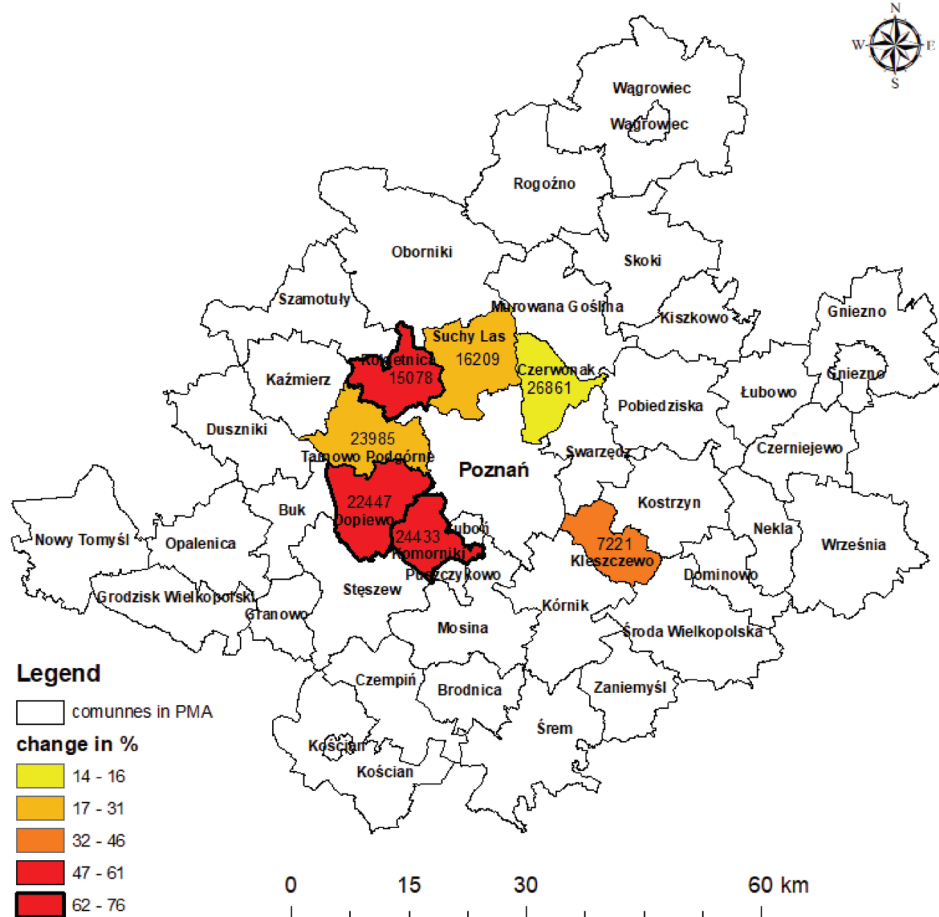 N
W
E
S
Wągrowiec
Wągrowiec
Rogoźno
Oborniki
Skoki
Szamotuły
Murowana Goślina
Kiszkowo
Gniezno
Suchy Las
16209
Rokietnica
15078
Czerwonak
26861
Kaźmierz
Gniezno
Łubowo
Pobiedziska
Duszniki
23985
Tarnowo Podgórne
Swarzędz
Czerniejewo
Poznań
22447
Dopiewo
Kostrzyn
Buk
24433
Komorniki
Luboń
Nekla
Nowy Tomyśl
Opalenica
7221
Kleszczewo
Września
Puszczykowo
Dominowo
Stęszew
Grodzisk Wielkopolski
Granowo
Kórnik
Mosina
Środa Wielkopolska
Czempiń
Brodnica
Zaniemyśl
Śrem
Kościan
Kościan
Legend
comunnes in PMA
change in %
14 - 16
17 - 31
32 - 46
47 - 61
62 - 76
0 15 30 60 km